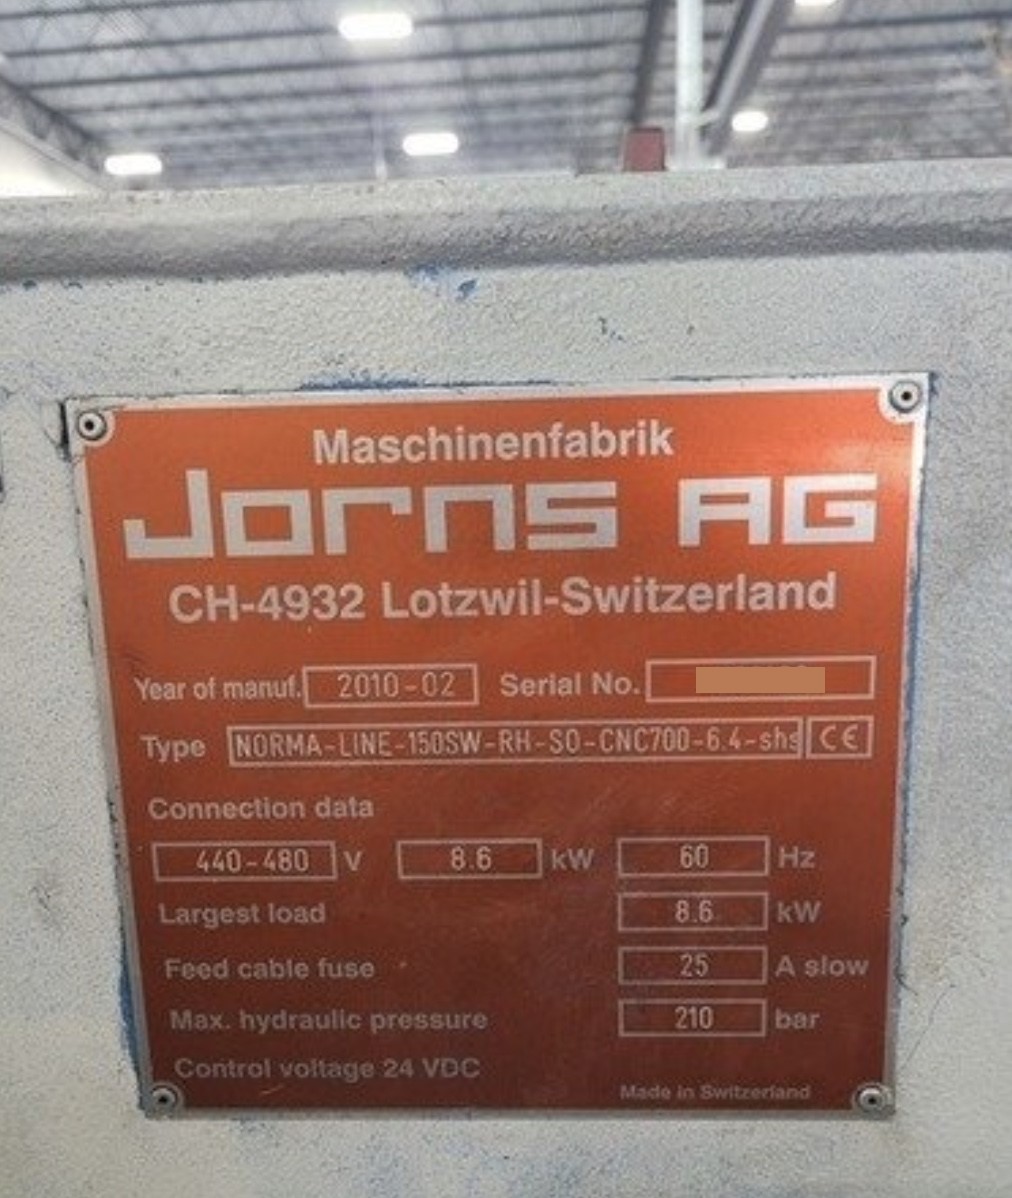 Maschinenfabrik
Jorns AG
CH-4932 Lotzwil-Switzerland
Year of manuf. 2010-02 Serial No.
Type NORMA-LINE-150SW-RH-SO-CNC700-6.4-shs CE
Connection data
440-480 V 8.6 kW 60 Hz
Largest load 8.6 kW
Feed cable fuse 25 A slow
Max. hydraulic pressure 210 bar
Control voltage 24 VDC
Made in Switzerland